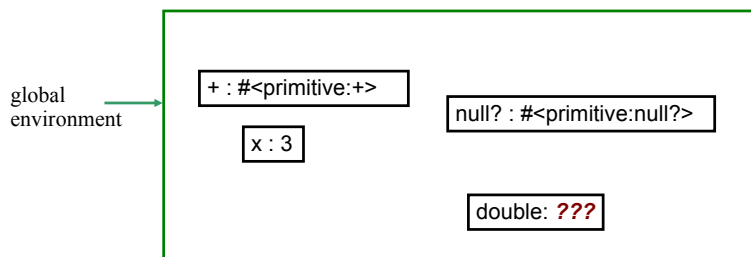 global
environment
+ : #<primitive:+>
x : 3
null? : #<primitive:null?>
double: ???